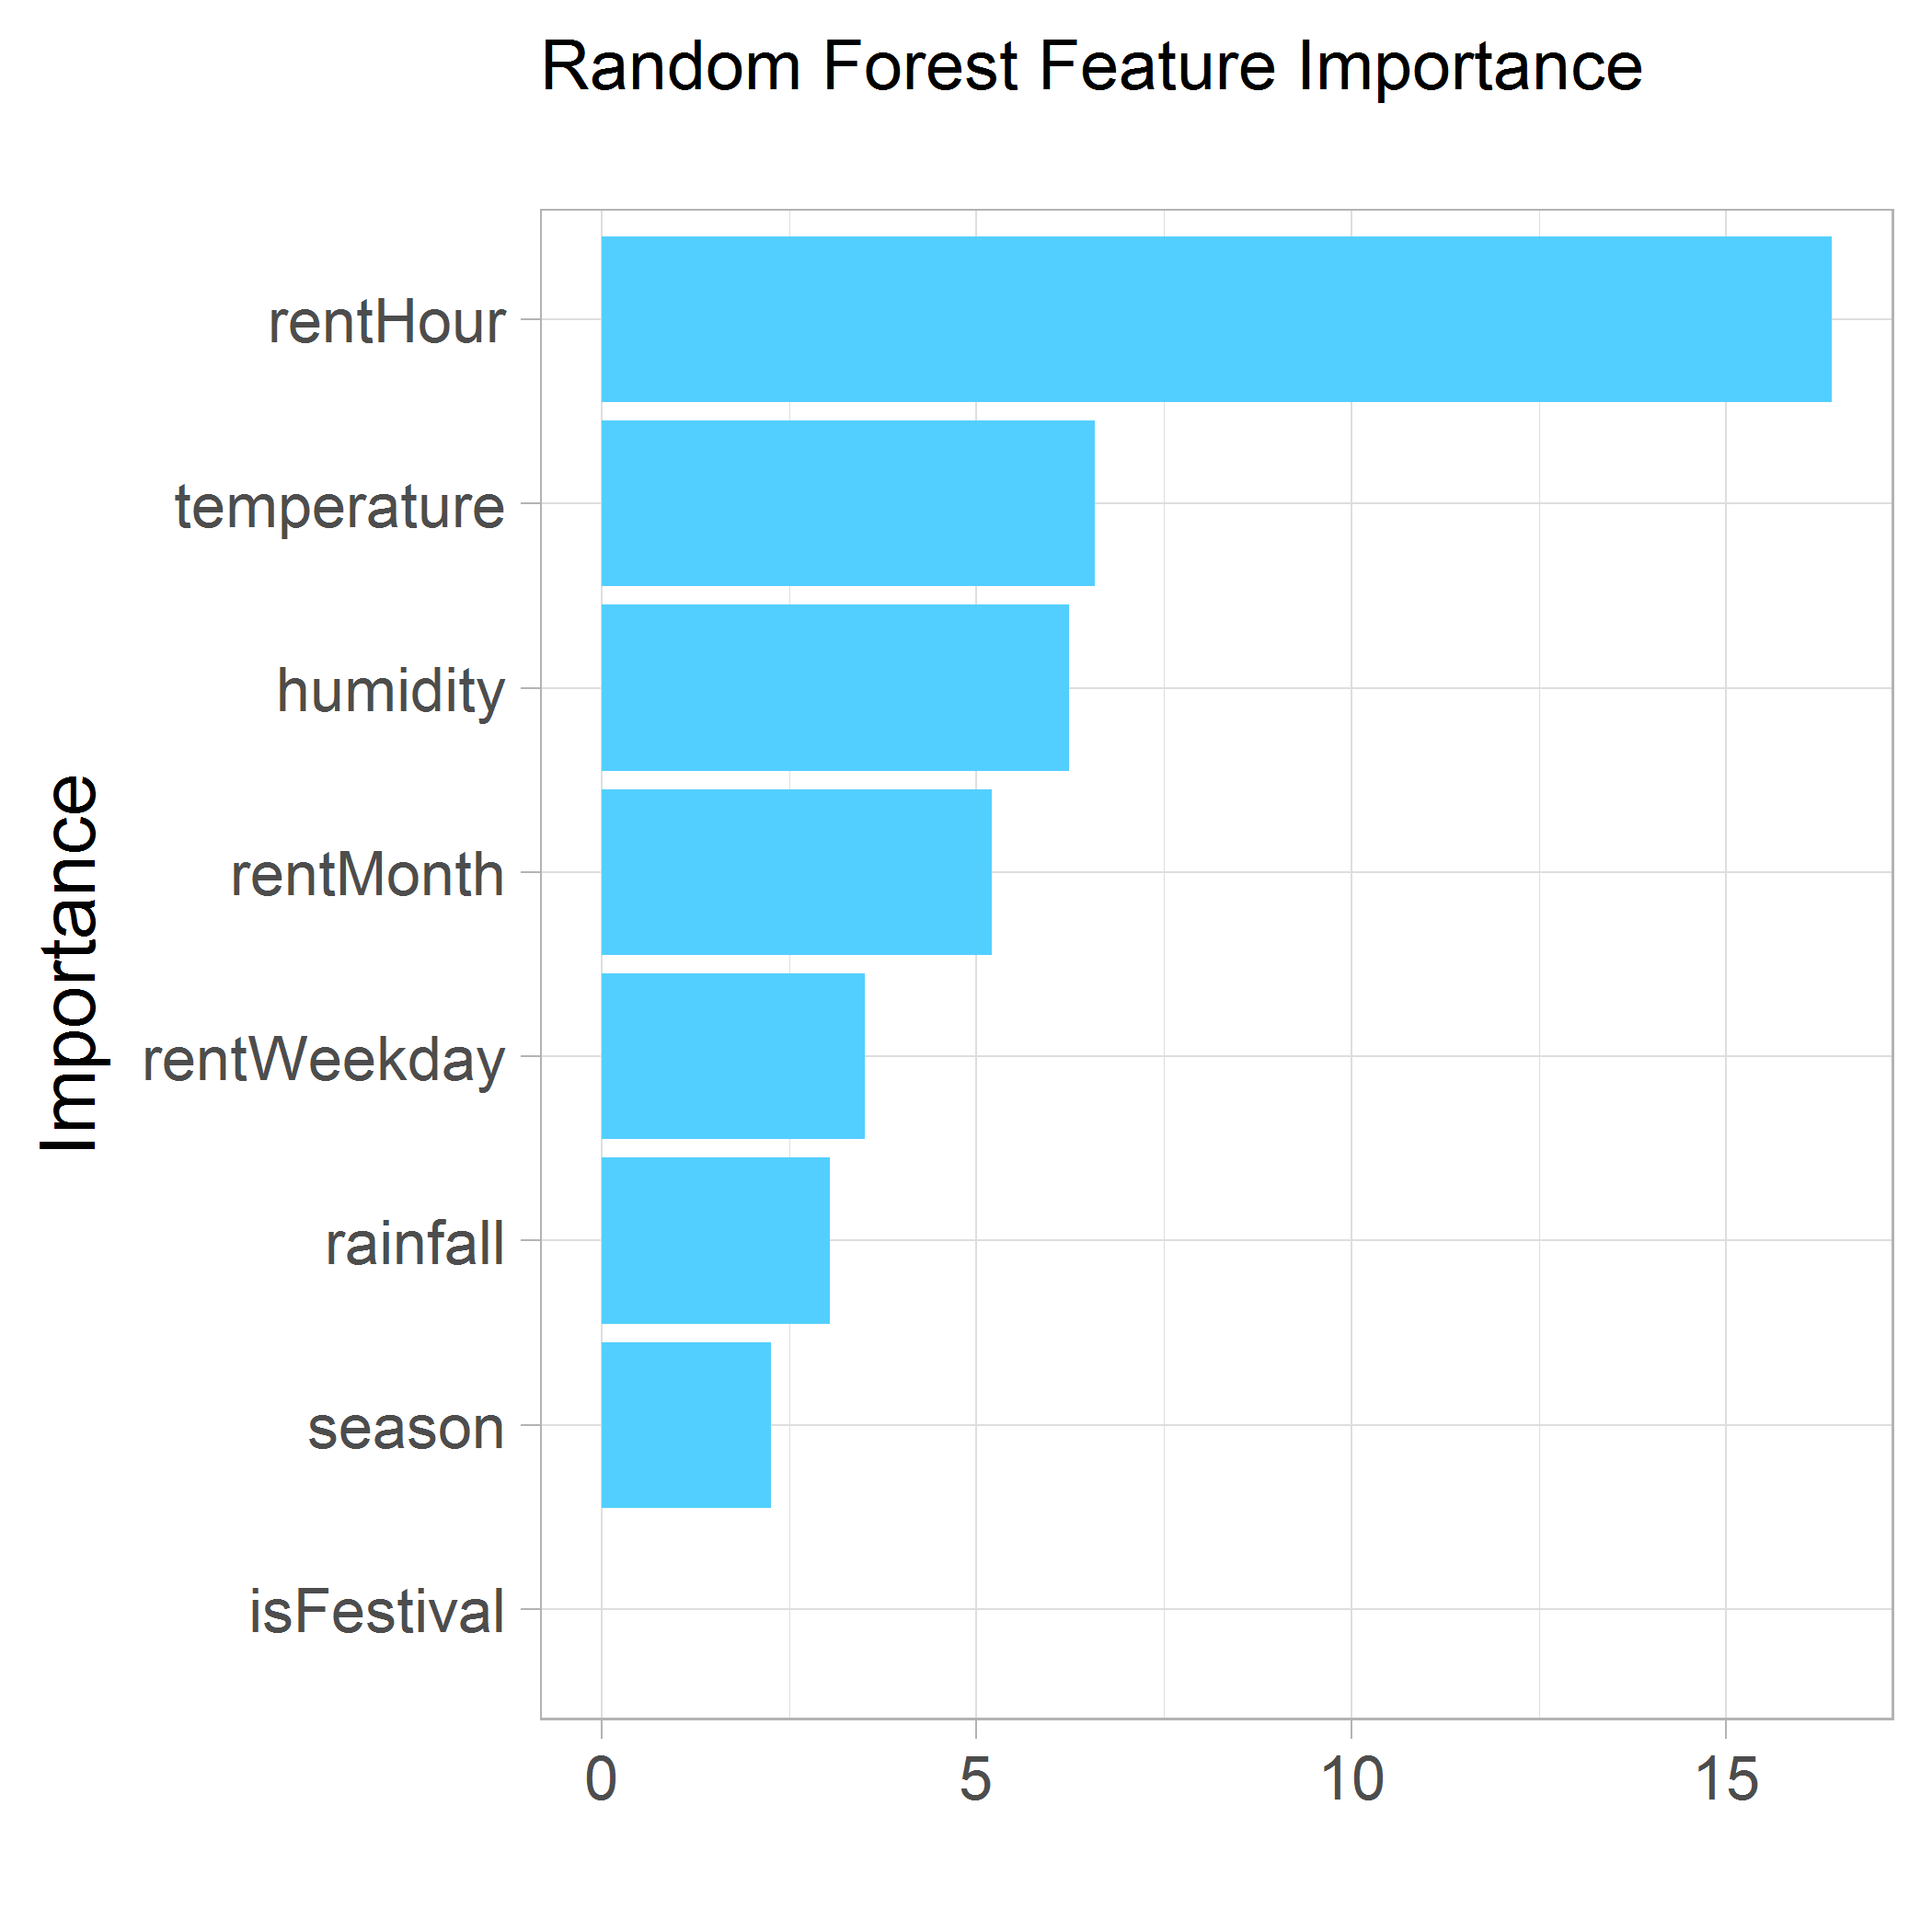 Random Forest Feature Importance
Importance
rentHour
temperature
humidity
rentMonth
rentWeekday
rainfall
season
isFestival
0 5 10 15